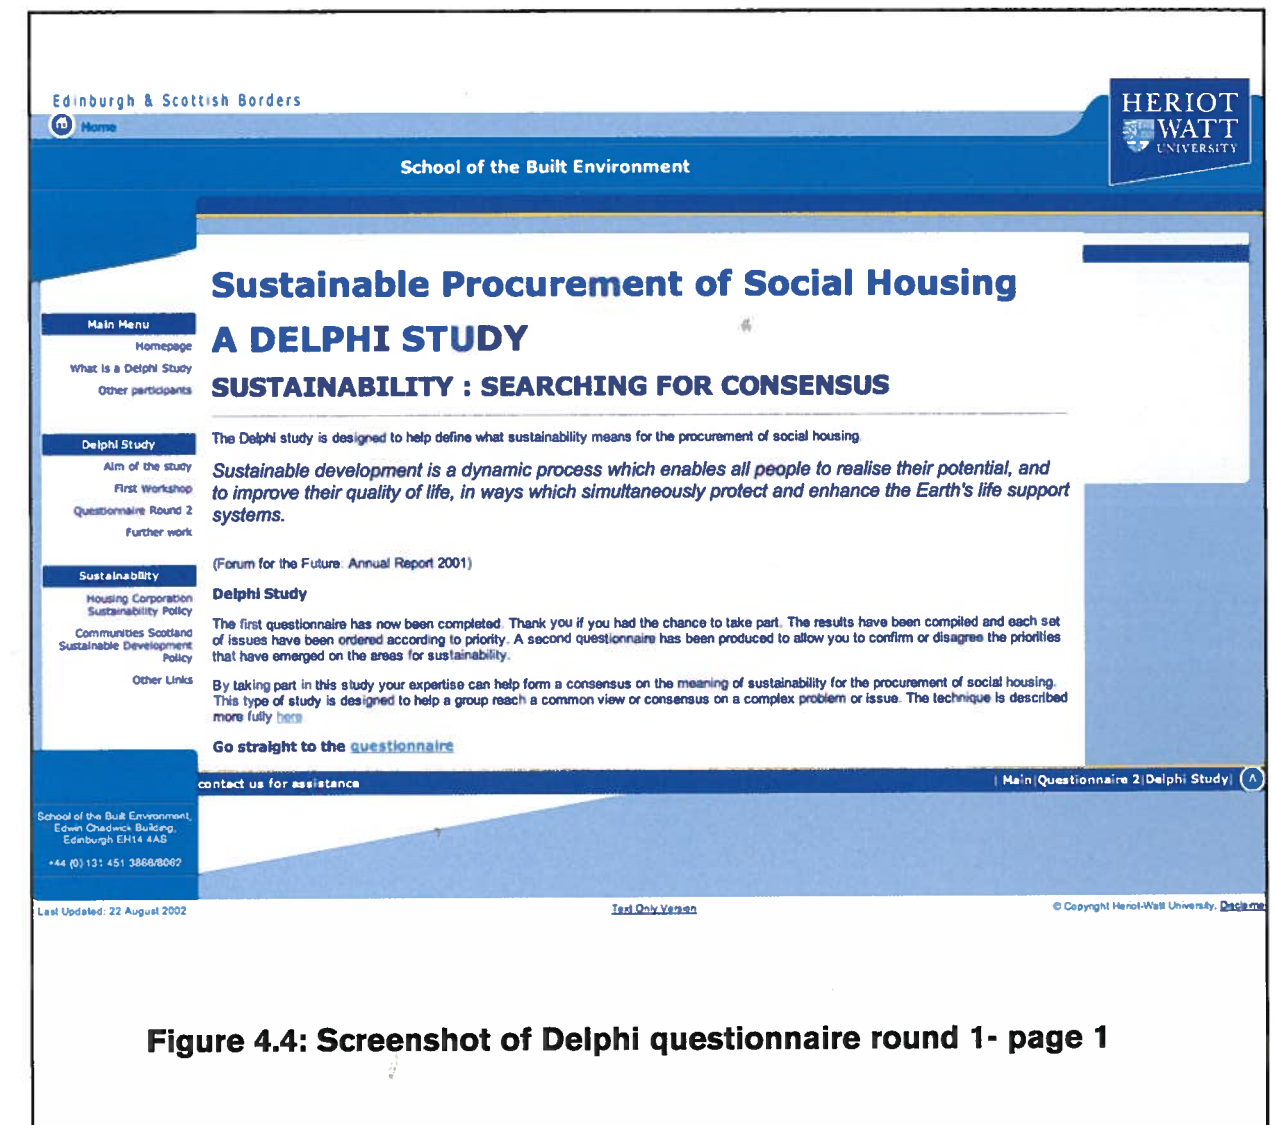 Edinburgh & Scottish Borders
Home
HERIOT
WATT
UNIVERSITY
School of the Built Environment
Sustainable Procurement of Social Housing
A DELPHI STUDY
SUSTAINABILITY : SEARCHING FOR CONSENSUS
Main Menu
Homepage
What is a Delphi Study
Other participants
Delphi Study
Aim of the study
First Workshop
Questionnaire Round 2
Further work
Sustainability
Housing Corporation
Sustainability Policy
Communities Scotland
Sustainable Development
Policy
Other Links
The Delphi study is designed to help define what sustainability means for the procurement of social housing.
Sustainable development is a dynamic process which enables all people to realise their potential, and
to improve their quality of life, in ways which simultaneously protect and enhance the Earth's life support
systems.
(Forum for the Future: Annual Report 2001)
Delphi Study
The first questionnaire has now been completed. Thank you if you had the chance to take part. The results have been compiled and each set
of issues have been ordered according to priority. A second questionnaire has been produced to allow you to confirm or disagree the priorities
that have emerged on the areas for sustainability.
By taking part in this study your expertise can help form a consensus on the meaning of sustainability for the procurement of social housing.
This type of study is designed to help a group reach a common view or consensus on a complex problem or issue. The technique is described
more fully here
Go straight to the questionnaire
contact us for assistance
| Main|Questionnaire 2|Delphi Study|
School of the Built Environment,
Edwin Chadwick Building,
Edinburgh EH14 4AS
+44 (0) 131 451 3866/8062
Last Updated: 22 August 2002
Text Only Version
© Copyright Heriot-Watt University. Disclaime
Figure 4.4: Screenshot of Delphi questionnaire round 1- page 1